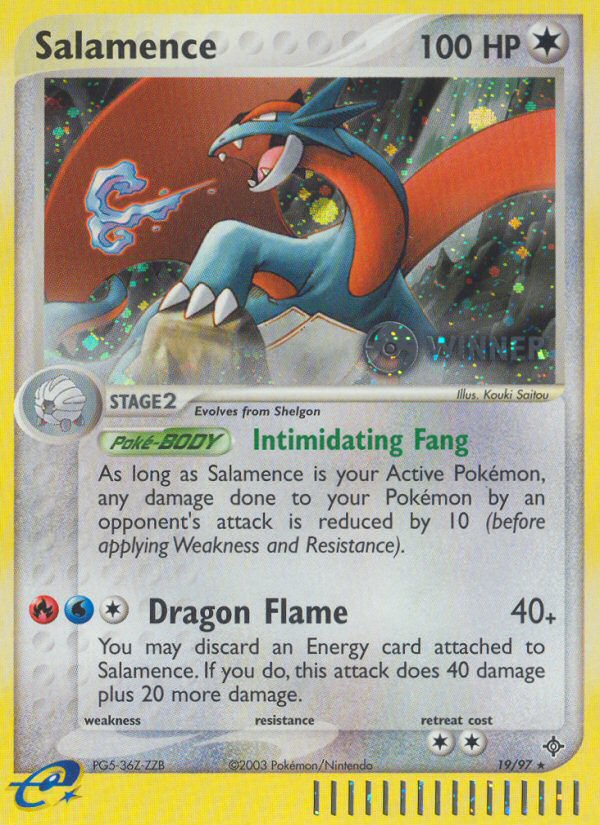 Salamence
100 HP
WINNER
Illus. Kouki Saitou
STAGE2
Evolves from Shelgon
Poké-BODY Intimidating Fang
As long as Salamence is your Active Pokémon,
any damage done to your Pokémon by an
opponent's attack is reduced by 10 (before
applying Weakness and Resistance).
Dragon Flame 40+
You may discard an Energy card attached to
Salamence. If you do, this attack does 40 damage
plus 20 more damage.
weakness resistance retreat cost
PG5-36Z-ZZB ©2003 Pokémon/Nintendo 19/97 ★
e